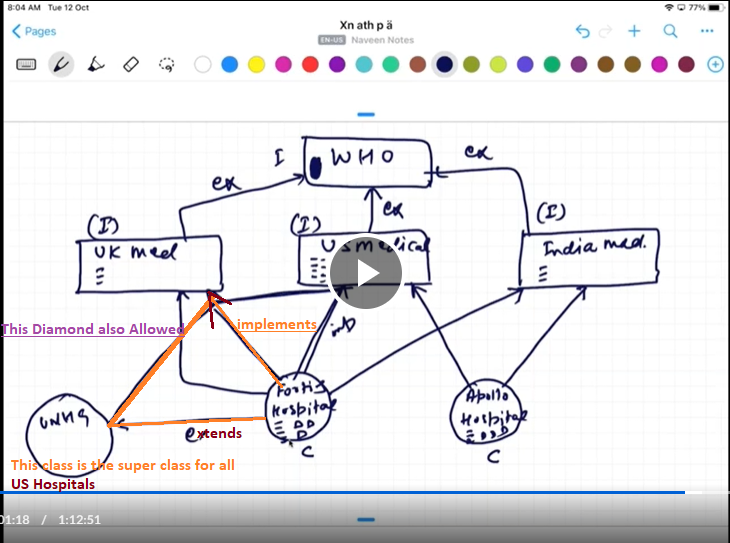 8:04 AM Tue 12 Oct
77%
Pages
Xn ath p ä
EN-US Naveen Notes
I WHO
ex
ex
ex
(I)
(I)
(I)
UK med
US medical
India med.
This Diamond also Allowed
implements
Fortis
Hospital
Apollo
Hospital
extends
C
C
This class is the super class for all
US Hospitals
01:18 / 1:12:51